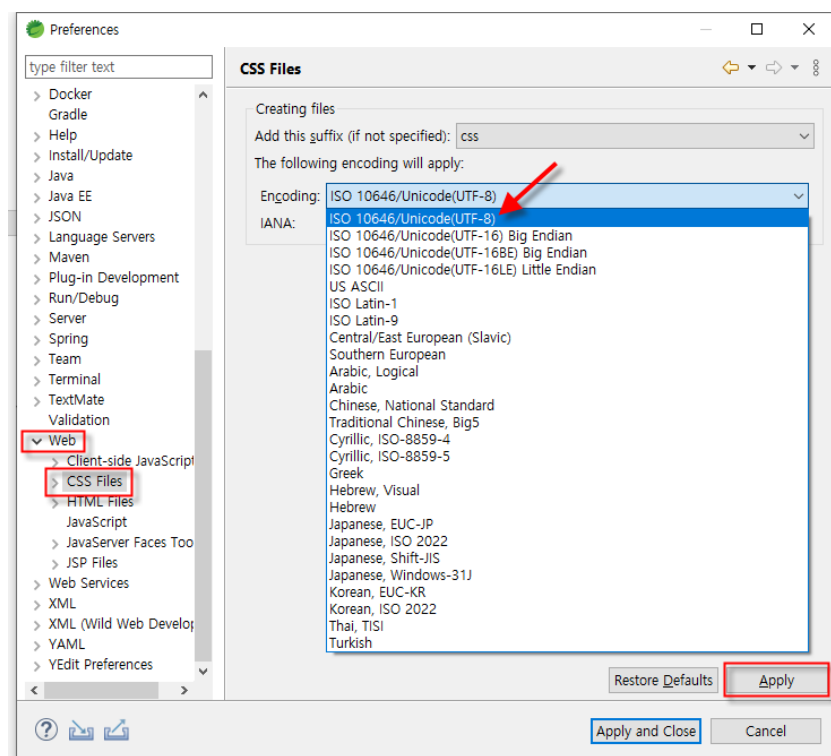 Preferences
type filter text
Docker
Gradle
Help
Install/Update
Java
Java EE
JSON
Language Servers
Maven
Plug-in Development
Run/Debug
Server
Spring
Team
Terminal
TextMate
Validation
Web
Client-side JavaScript
CSS Files
HTML Files
JavaScript
JavaServer Faces Too
JSP Files
Web Services
XML
XML (Wild Web Develop
YAML
YEdit Preferences
CSS Files
Creating files
Add this suffix (if not specified): css
The following encoding will apply:
Encoding: ISO 10646/Unicode(UTF-8)
IANA:
ISO 10646/Unicode(UTF-8)
ISO 10646/Unicode(UTF-16) Big Endian
ISO 10646/Unicode(UTF-16BE) Big Endian
ISO 10646/Unicode(UTF-16LE) Little Endian
US ASCII
ISO Latin-1
ISO Latin-9
Central/East European (Slavic)
Southern European
Arabic, Logical
Arabic
Chinese, National Standard
Traditional Chinese, Big5
Cyrillic, ISO-8859-4
Cyrillic, ISO-8859-5
Greek
Hebrew, Visual
Hebrew
Japanese, EUC-JP
Japanese, ISO 2022
Japanese, Shift-JIS
Japanese, Windows-31J
Korean, EUC-KR
Korean, ISO 2022
Thai, TISI
Turkish
Restore Defaults
Apply
Apply and Close
Cancel